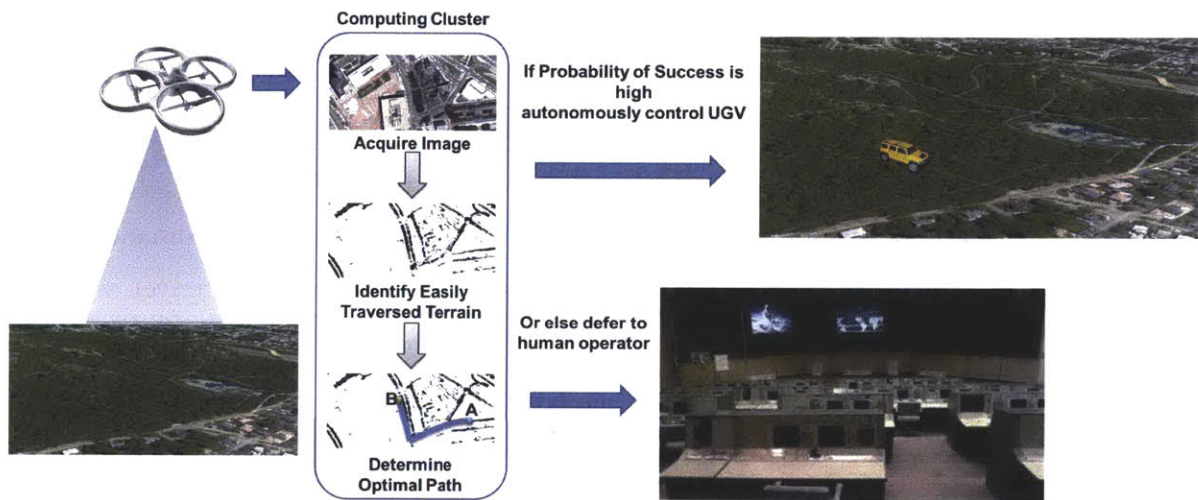 Computing Cluster
Acquire Image
Identify Easily
Traversed Terrain
B
A
Determine
Optimal Path
If Probability of Success is
high
autonomously control UGV
Or else defer to
human operator